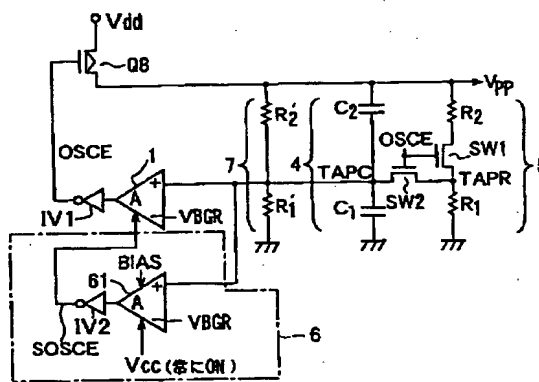 Vdd
Q8
VPP
OSCE
1
7
R2'
4
C2
OSCE
R2
SW1
5
A
+
TAPC
TAPR
IV1
VBGR
R1'
C1
SW2
R1
BIAS
61
A
+
IV2
VBGR
6
SOSCE
VCC (常にON)